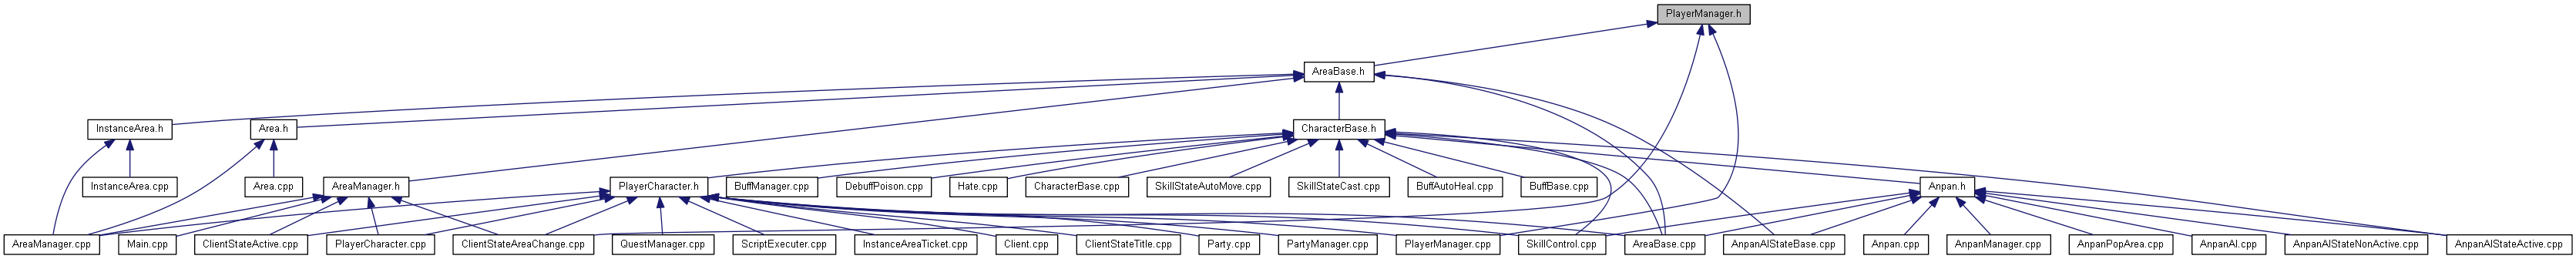 PlayerManager.h
AreaBase.h
InstanceArea.h
Area.h
CharacterBase.h
InstanceArea.cpp
Area.cpp
AreaManager.h
PlayerCharacter.h
BuffManager.cpp
DebuffPoison.cpp
Hate.cpp
CharacterBase.cpp
SkillStateAutoMove.cpp
SkillStateCast.cpp
BuffAutoHeal.cpp
BuffBase.cpp
Anpan.h
AreaManager.cpp
Main.cpp
ClientStateActive.cpp
PlayerCharacter.cpp
ClientStateAreaChange.cpp
QuestManager.cpp
ScriptExecuter.cpp
InstanceAreaTicket.cpp
Client.cpp
ClientStateTitle.cpp
Party.cpp
PartyManager.cpp
PlayerManager.cpp
SkillControl.cpp
AreaBase.cpp
AnpanAIStateBase.cpp
Anpan.cpp
AnpanManager.cpp
AnpanPopArea.cpp
AnpanAI.cpp
AnpanAIStateNonActive.cpp
AnpanAIStateActive.cpp